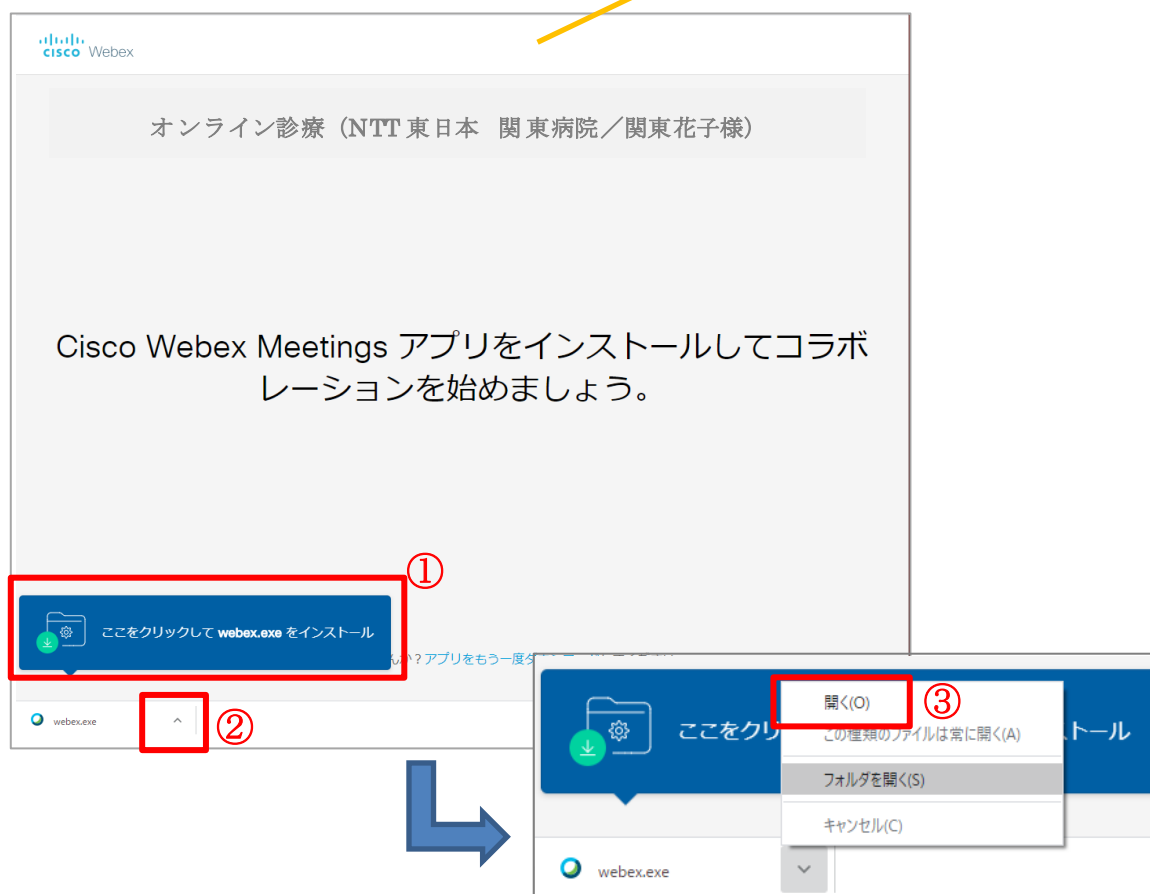 cisco Webex
オンライン診療（NTT東日本　関東病院／関東花子様）
Cisco Webex Meetings アプリをインストールしてコラボ
レーションを始めましょう。
①
ここをクリックして webex.exe をインストール
んか？アプリをもう一度
webex.exe
②
開く(O)
③
ここをクリ
トール
この種類のファイルは常に開く(A)
フォルダを開く(S)
キャンセル(C)
webex.exe